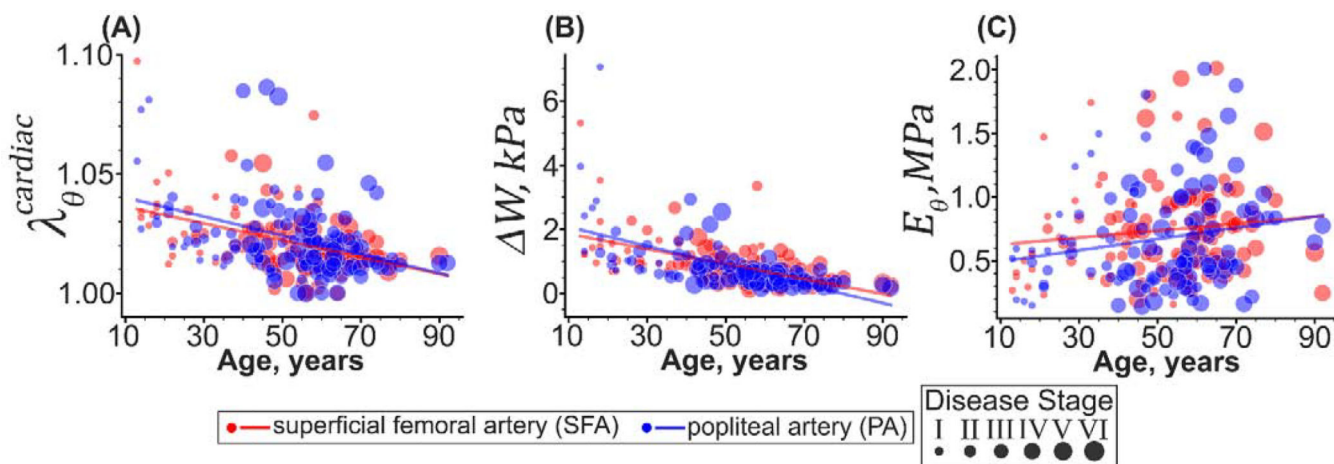 (A)
λθ^cardiac
1.10
1.05
1.00
10 30 50 70 90
Age, years
(B)
ΔW, kPa
6
4
2
0
10 30 50 70 90
Age, years
(C)
Eθ, MPa
2.0
1.5
1.0
0.5
10 30 50 70 90
Age, years
superficial femoral artery (SFA) popliteal artery (PA)
Disease Stage
I II III IV V VI